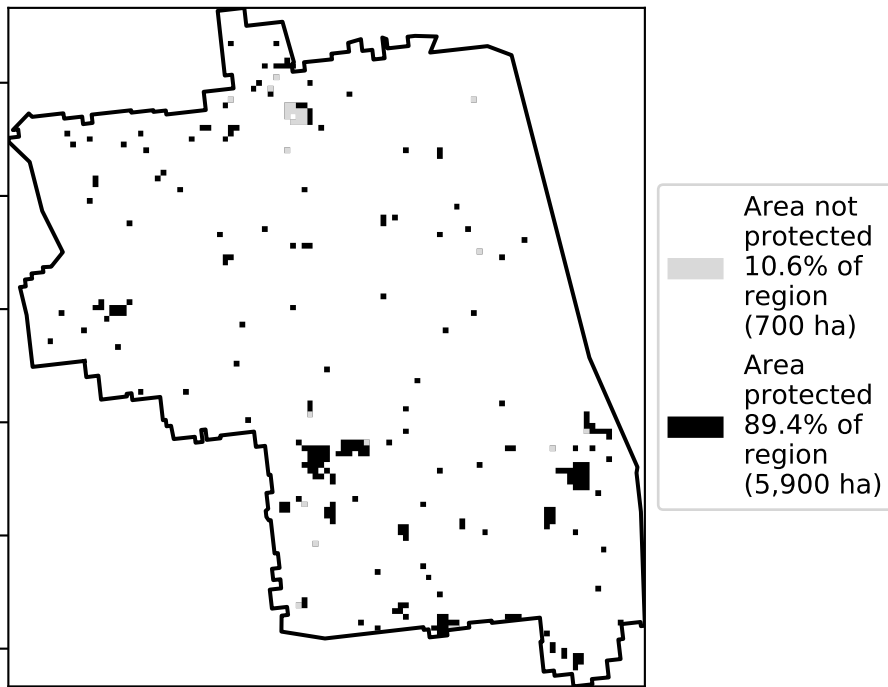 Area not
protected
10.6% of
region
(700 ha)
Area
protected
89.4% of
region
(5,900 ha)